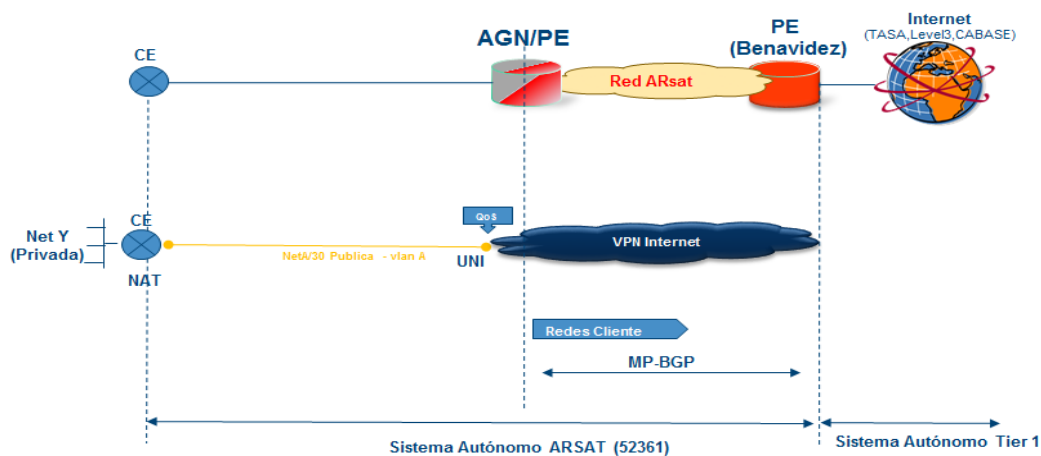 Internet
(TASA,Level3,CABASE)
PE
(Benavidez)
AGN/PE
CE
Red ARsat
QoS
CE
Net Y
(Privada)
NAT
NetA/30 Publica - vlan A
UNI
VPN Internet
Redes Cliente
MP-BGP
Sistema Autónomo ARSAT (52361)
Sistema Autónomo Tier 1